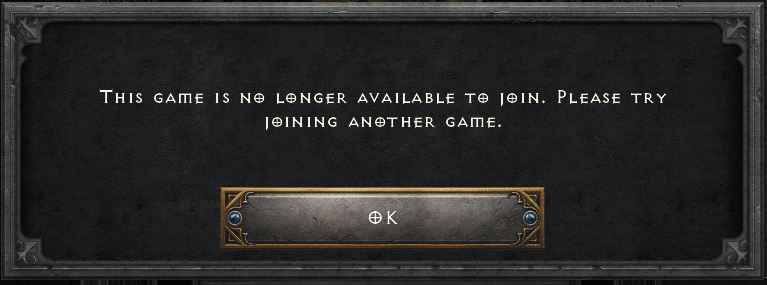 This game is no longer available to join. Please try
joining another game.
OK